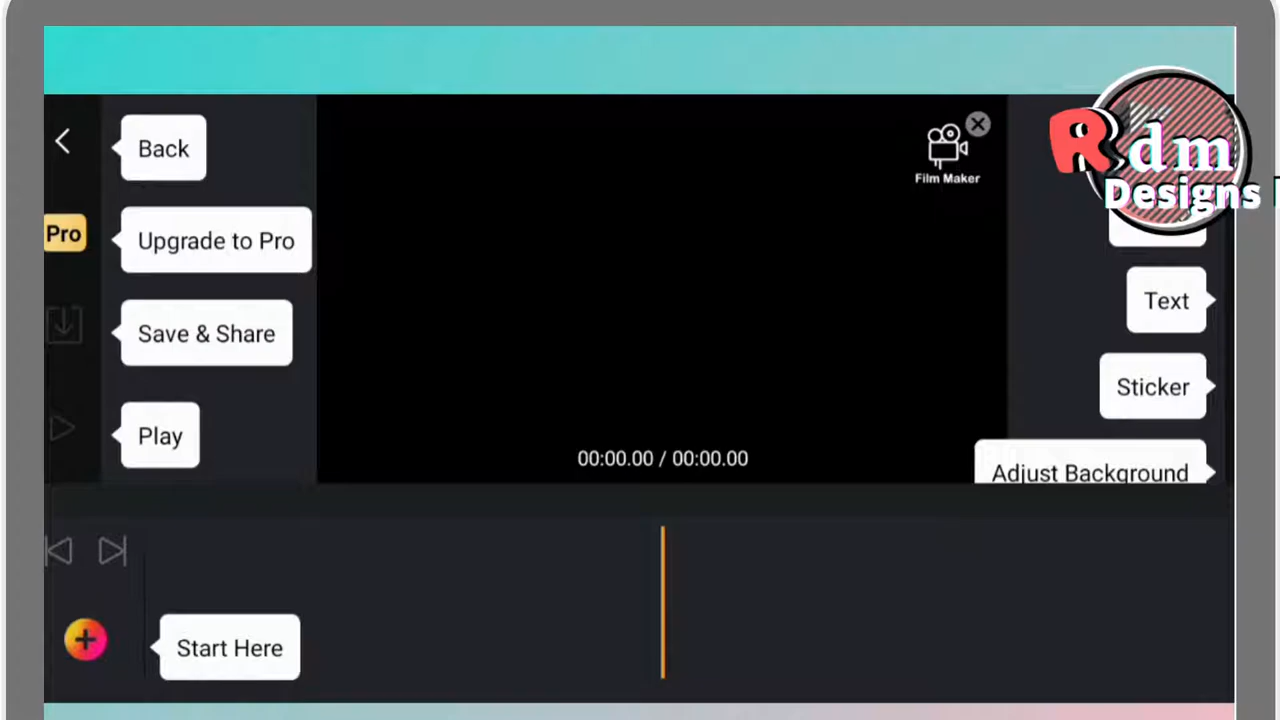 Back
Film Maker
Rdm
Designs
Pro
Upgrade to Pro
Text
Save & Share
Sticker
Play
00:00.00 / 00:00.00
Adjust Background
Start Here